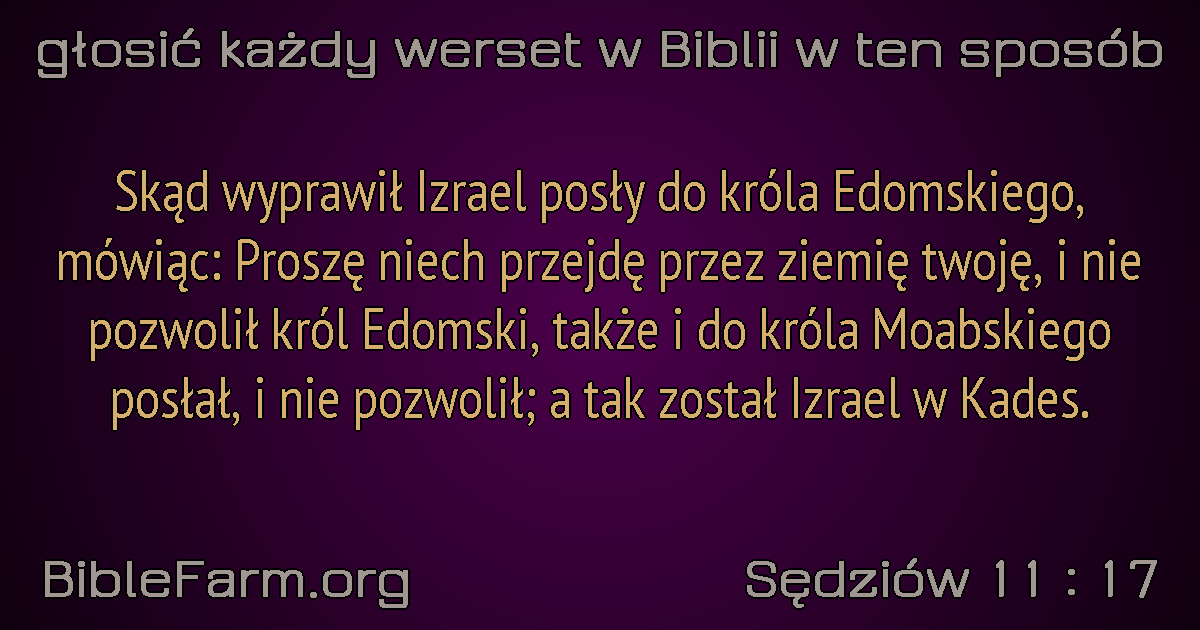 głosić każdy werset w Biblii w ten sposób
Skąd wyprawił Izrael posły do króla Edomskiego,
mówiąc: Proszę niech przejdę przez ziemię twoję, i nie
pozwolił król Edomski, także i do króla Moabskiego
posłał, i nie pozwolił; a tak został Izrael w Kades.
BibleFarm.org
Sędziów 11 : 17